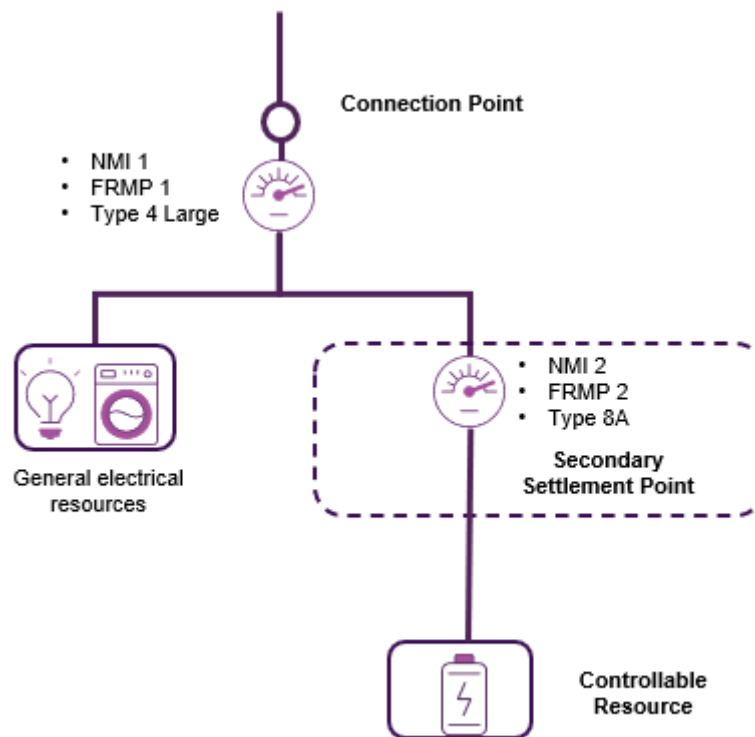 Connection Point
• NMI 1
• FRMP 1
• Type 4 Large
• NMI 2
• FRMP 2
• Type 8A
Secondary
Settlement Point
General electrical
resources
Controllable
Resource